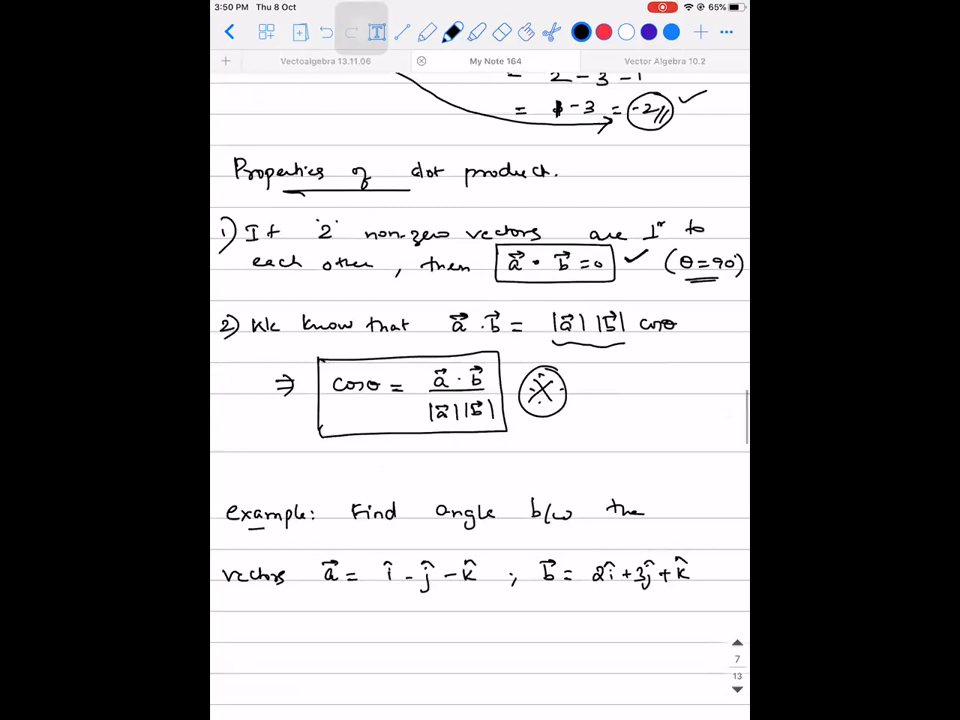 3:50 PM Thu 8 Oct
65%
Vectoalgebra 13.11.06
My Note 164
Vector Algebra 10.2
= 2 - 3 - 1
= 1 - 3 = -2 ✓
Properties of dot product.
1) If '2' non-zero vectors are ⊥r to
each other, then a⃗ · b⃗ = 0 ✓ (θ = 90°)
2) We know that a⃗ · b⃗ = |a⃗| |b⃗| cosθ
⇒ cosθ = a⃗ · b⃗ / |a⃗| |b⃗|
example: Find angle b/w the
vectors a⃗ = î - ĵ - k̂ ; b⃗ = 2î + 3ĵ + k̂
7
13